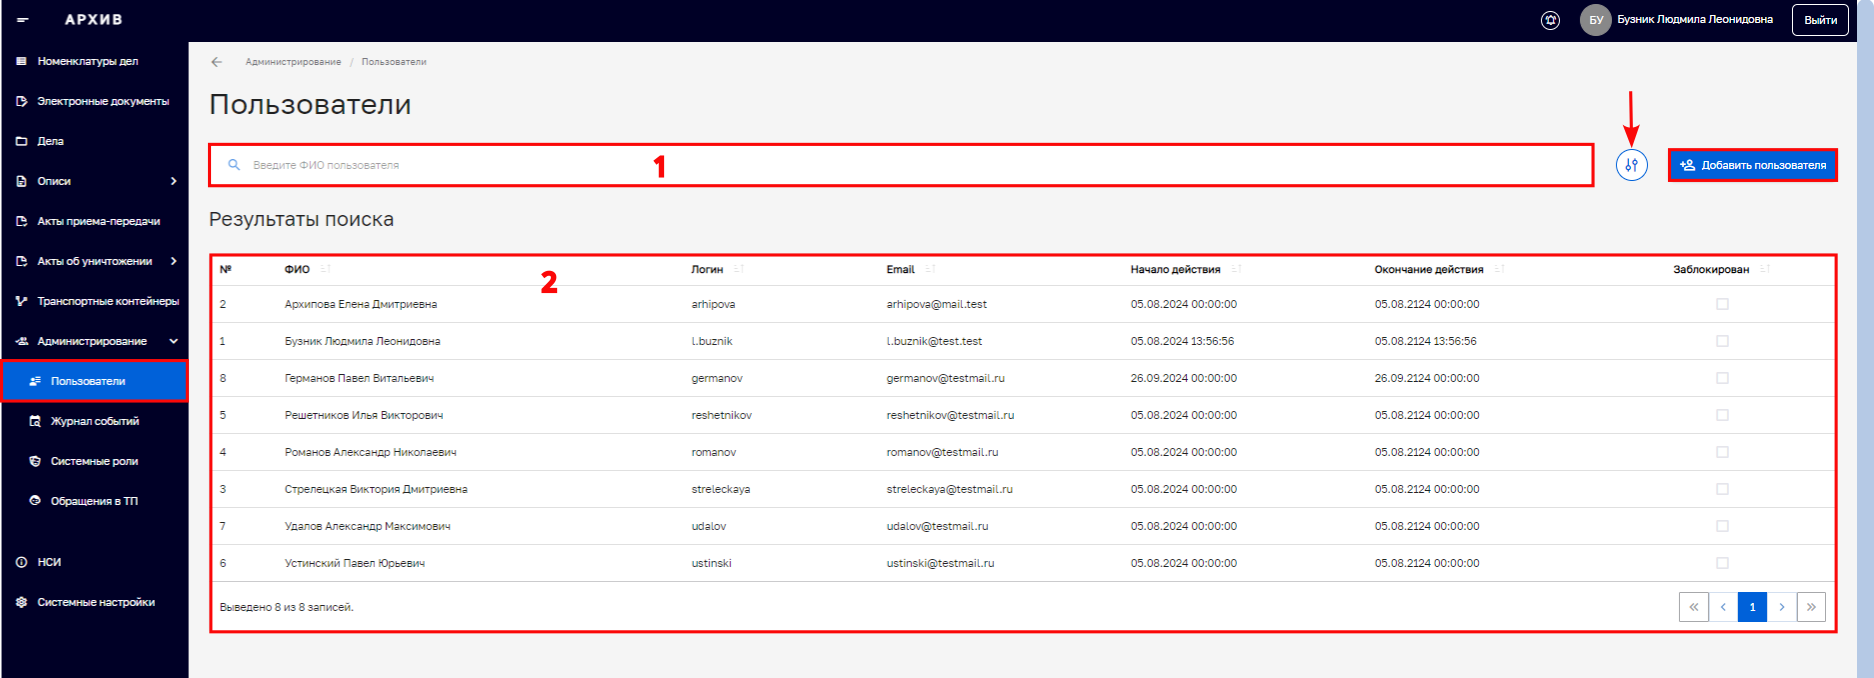 АРХИВ
БУ Бузник Людмила Леонидовна Выйти
Номенклатуры дел
Электронные документы
Дела
Описи
Акты приема-передачи
Акты об уничтожении
Транспортные контейнеры
Администрирование
Пользователи
Журнал событий
Системные роли
Обращения в ТП
НСИ
Системные настройки
Администрирование / Пользователи
Пользователи
Введите ФИО пользователя 1
Добавить пользователя
Результаты поиска
№ ФИО Логин Email Начало действия Окончание действия Заблокирован
2
2 Архипова Елена Дмитриевна arhipova arhipova@mail.test 05.08.2024 00:00:00 05.08.2124 00:00:00
1 Бузник Людмила Леонидовна l.buznik l.buznik@test.test 05.08.2024 13:56:56 05.08.2124 13:56:56
8 Германов Павел Витальевич germanov germanov@testmail.ru 26.09.2024 00:00:00 26.09.2124 00:00:00
5 Решетников Илья Викторович reshetnikov reshetnikov@testmail.ru 05.08.2024 00:00:00 05.08.2124 00:00:00
4 Романов Александр Николаевич romanov romanov@testmail.ru 05.08.2024 00:00:00 05.08.2124 00:00:00
3 Стрелецкая Виктория Дмитриевна streleckaya streleckaya@testmail.ru 05.08.2024 00:00:00 05.08.2124 00:00:00
7 Удалов Александр Максимович udalov udalov@testmail.ru 05.08.2024 00:00:00 05.08.2124 00:00:00
6 Устинский Павел Юрьевич ustinski ustinski@testmail.ru 05.08.2024 00:00:00 05.08.2124 00:00:00
Выведено 8 из 8 записей.
« ‹ 1 › »